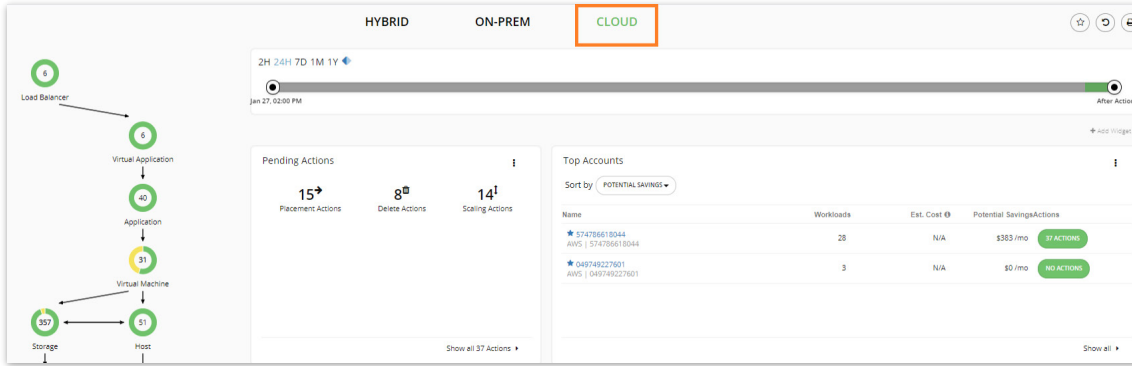 HYBRID ON-PREM CLOUD
2H 24H 7D 1M 1Y
Jan 27, 02:00 PM After Action
+ Add Widget
6
Load Balancer
6
Virtual Application
40
Application
31
Virtual Machine
357
Storage
51
Host
Pending Actions
15 8 14
Placement Actions Delete Actions Scaling Actions
Show all 37 Actions
Top Accounts
Sort by POTENTIAL SAVINGS
Name Workloads Est. Cost Potential Savings Actions
574786618044 28 N/A $383 /mo 37 ACTIONS
AWS | 574786618044
049749227601 3 N/A $0 /mo NO ACTIONS
AWS | 049749227601
Show all